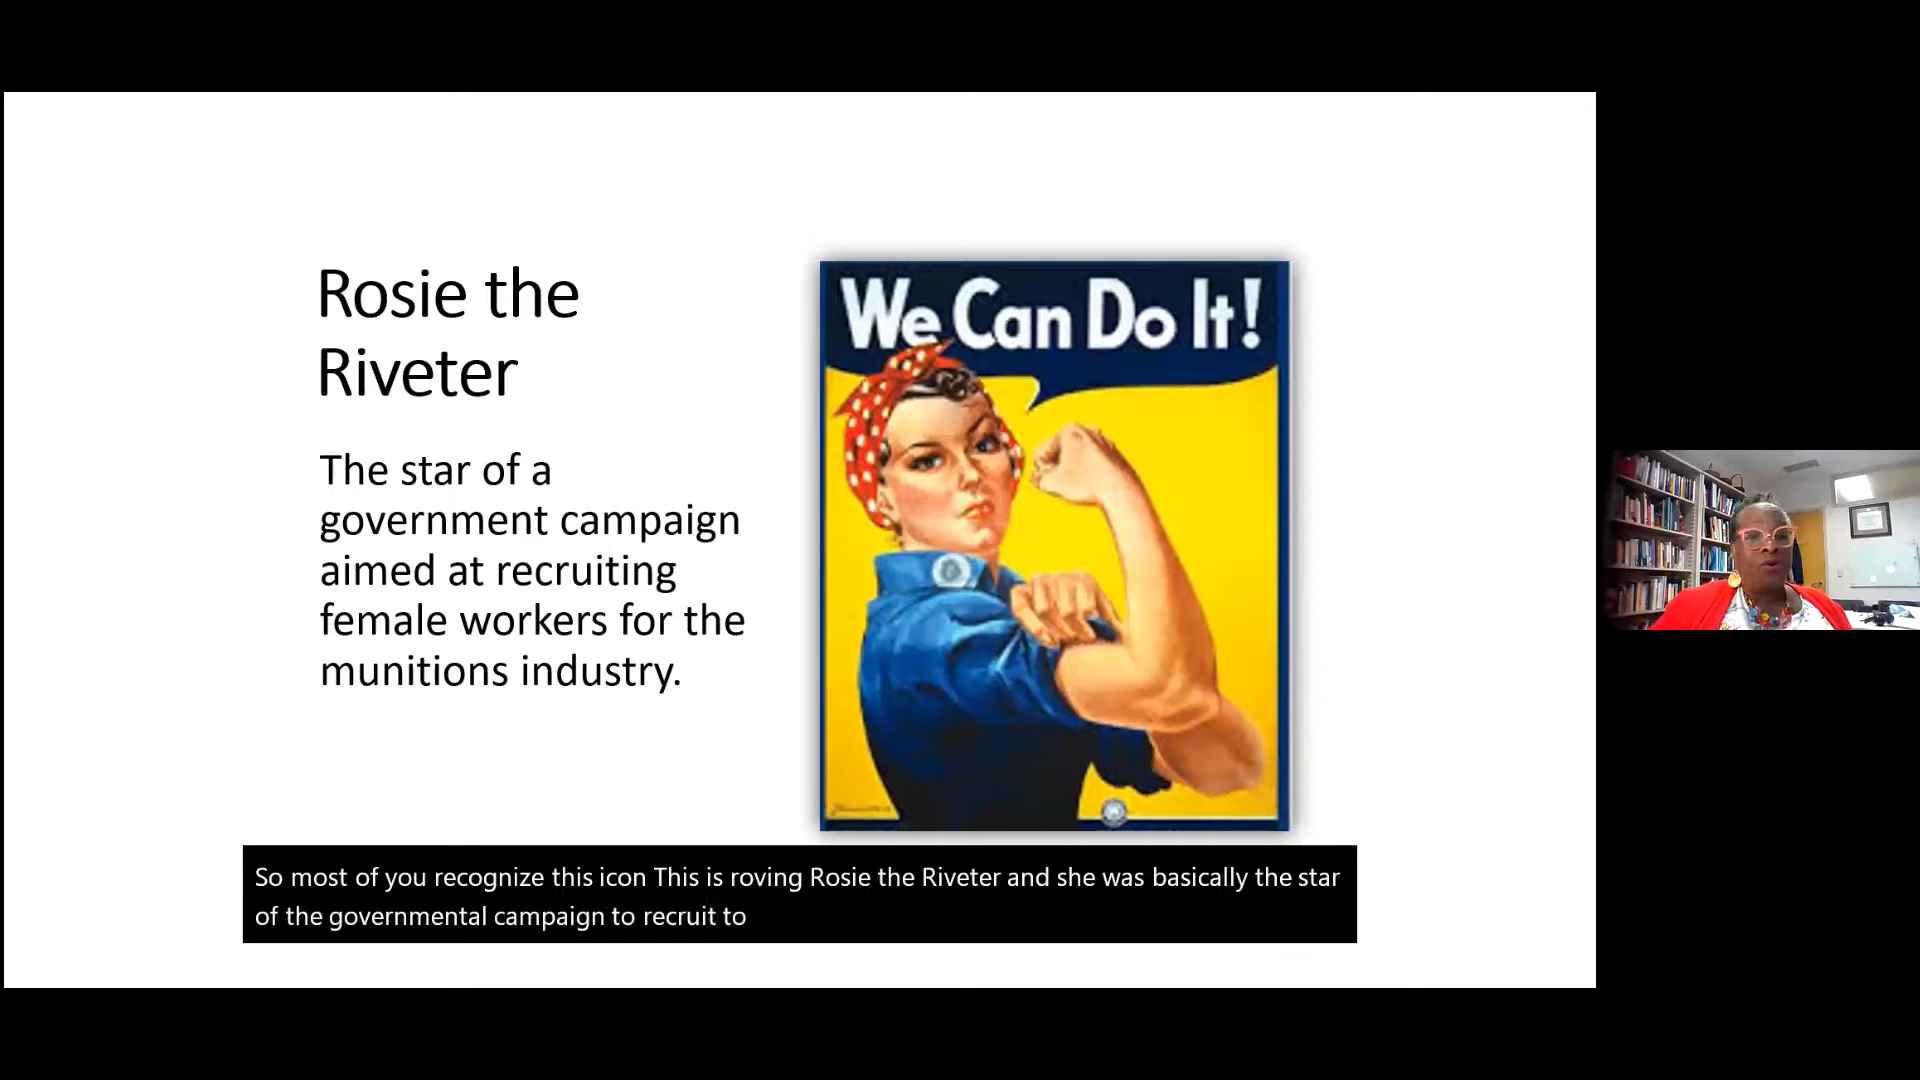 Rosie the
Riveter
The star of a
government campaign
aimed at recruiting
female workers for the
munitions industry.
We Can Do It!
So most of you recognize this icon This is roving Rosie the Riveter and she was basically the star
of the governmental campaign to recruit to